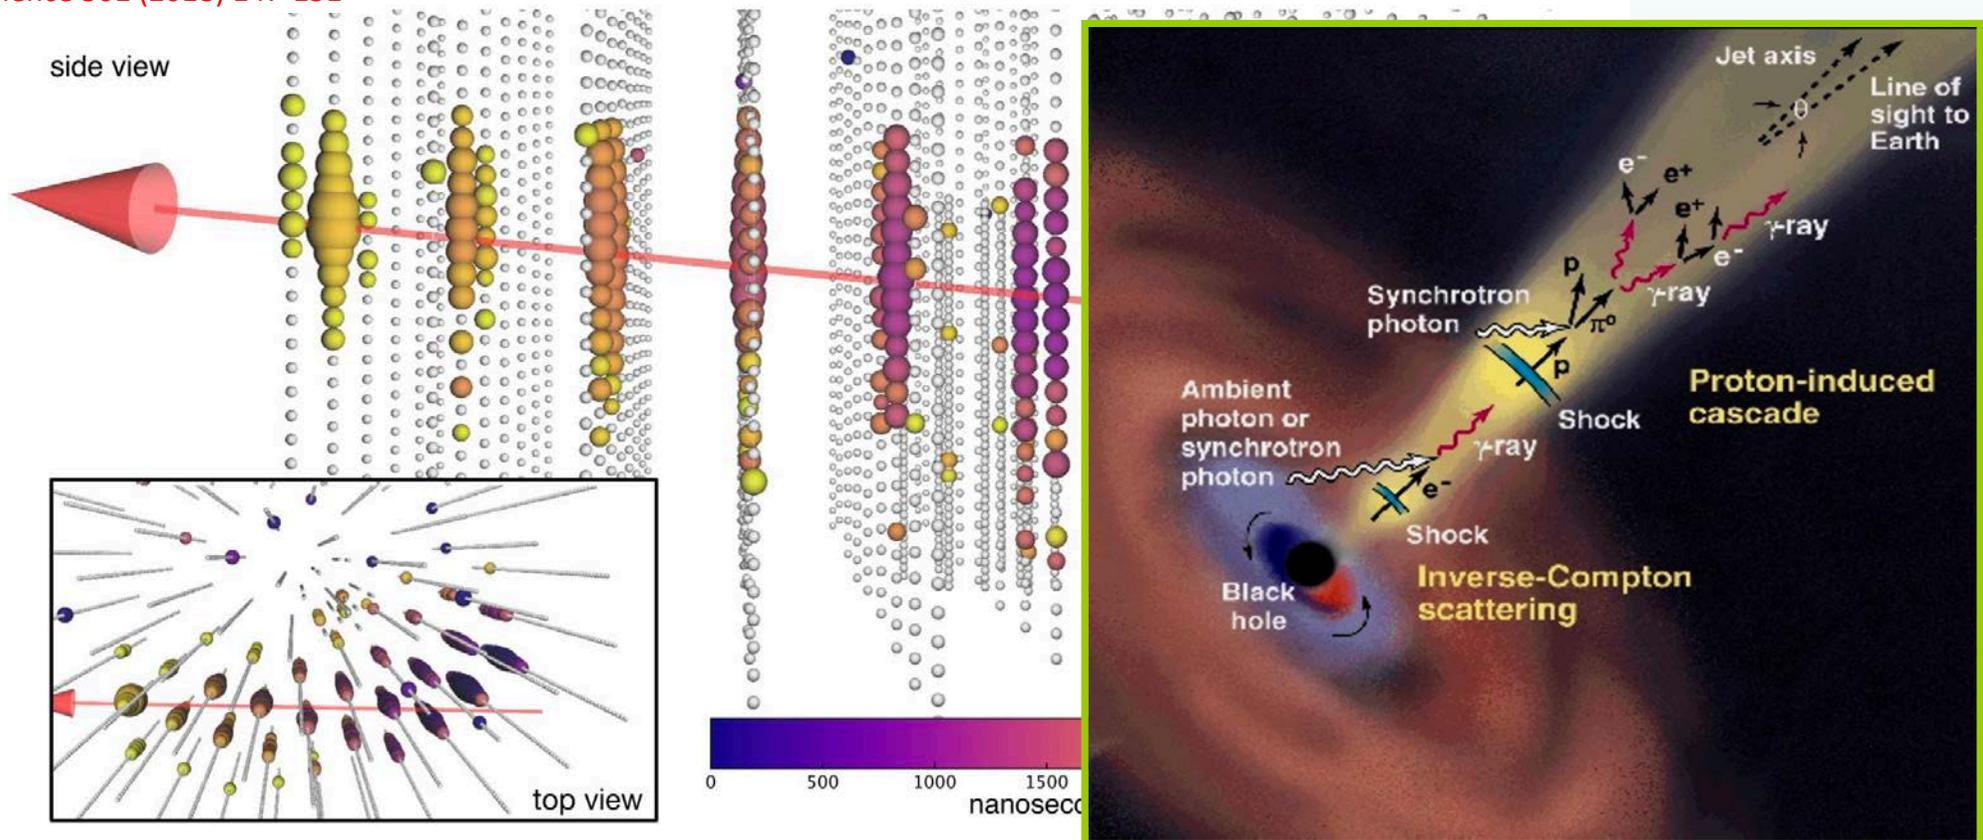 side view
top view
0
500
1000
1500
Jet axis
θ
Line of
sight to
Earth
e⁻
e⁺
e⁺
γ-ray
e⁻
p
γ-ray
Synchrotron
photon
π⁰
p
Proton-induced
cascade
Shock
Ambient
photon or
synchrotron
photon
γ-ray
e⁻
Shock
Inverse-Compton
scattering
Black
hole